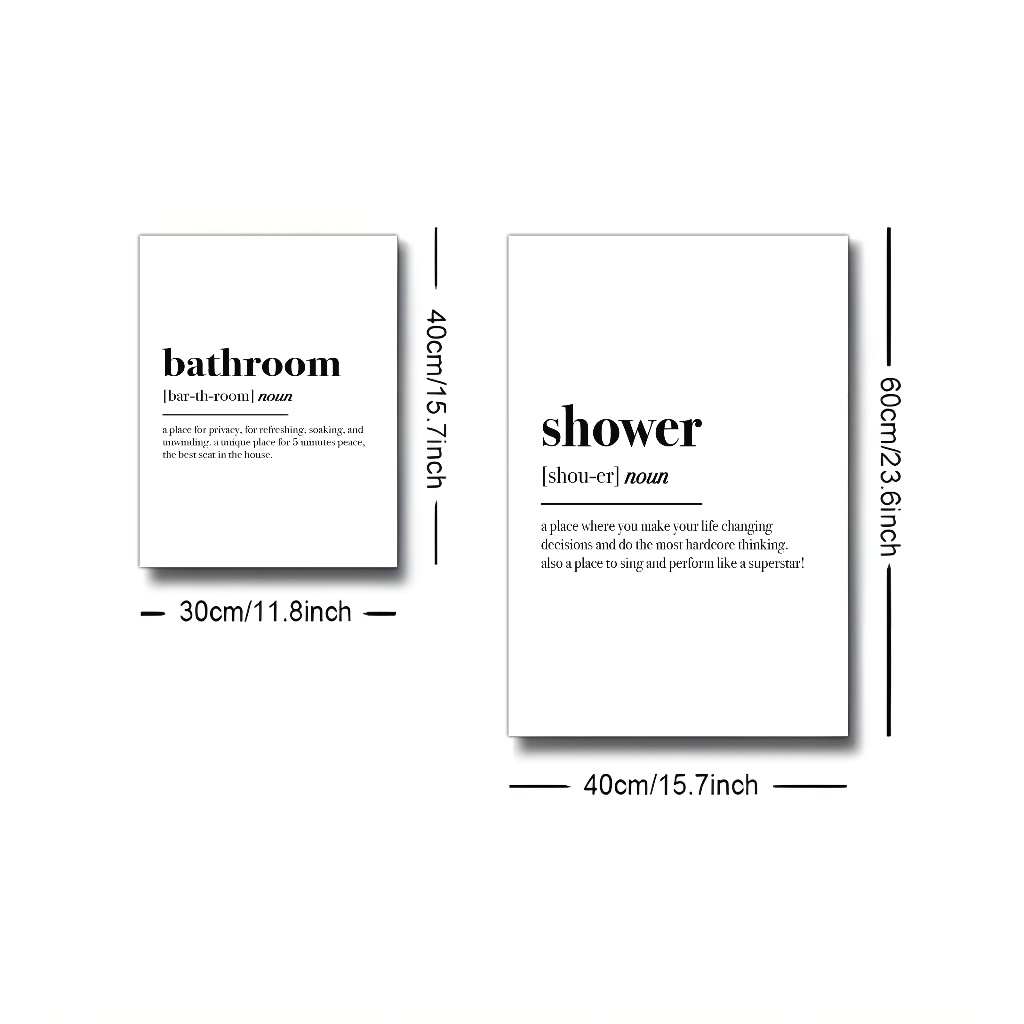 bathroom
[bar-th-room] noun
a place for privacy, for refreshing, soaking, and
unwinding. a unique place for 5 minutes peace,
the best seat in the house.
40cm/15.7inch
30cm/11.8inch
shower
[shou-er] noun
a place where you make your life changing
decisions and do the most hardcore thinking.
also a place to sing and perform like a superstar!
60cm/23.6inch
40cm/15.7inch